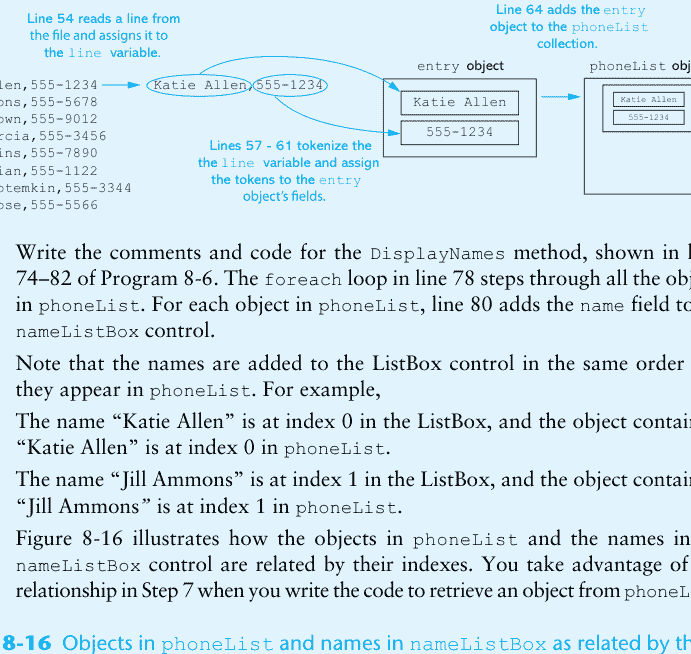 Line 54 reads a line from
the file and assigns it to
the line variable.
Line 64 adds the entry
object to the phoneList
collection.
entry object
phoneList
len,555-1234
Katie Allen,555-1234
Katie Allen
555-1234
Katie Allen
555-1234
ons,555-5678
own,555-9012
rcia,555-3456
ins,555-7890
ian,555-1122
otemkin,555-3344
ose,555-5566
Lines 57 - 61 tokenize the
the line variable and assign
the tokens to the entry
object's fields.
Write the comments and code for the DisplayNames method, shown in
74–82 of Program 8-6. The foreach loop in line 78 steps through all the
in phoneList. For each object in phoneList, line 80 adds the name field to
nameListBox control.
Note that the names are added to the ListBox control in the same order
they appear in phoneList. For example,
The name “Katie Allen” is at index 0 in the ListBox, and the object
“Katie Allen” is at index 0 in phoneList.
The name “Jill Ammons” is at index 1 in the ListBox, and the object
“Jill Ammons” is at index 1 in phoneList.
Figure 8-16 illustrates how the objects in phoneList and the names in
nameListBox control are related by their indexes. You take advantage of
relationship in Step 7 when you write the code to retrieve an object from
8-16 Objects in phoneList and names in nameListBox as related by